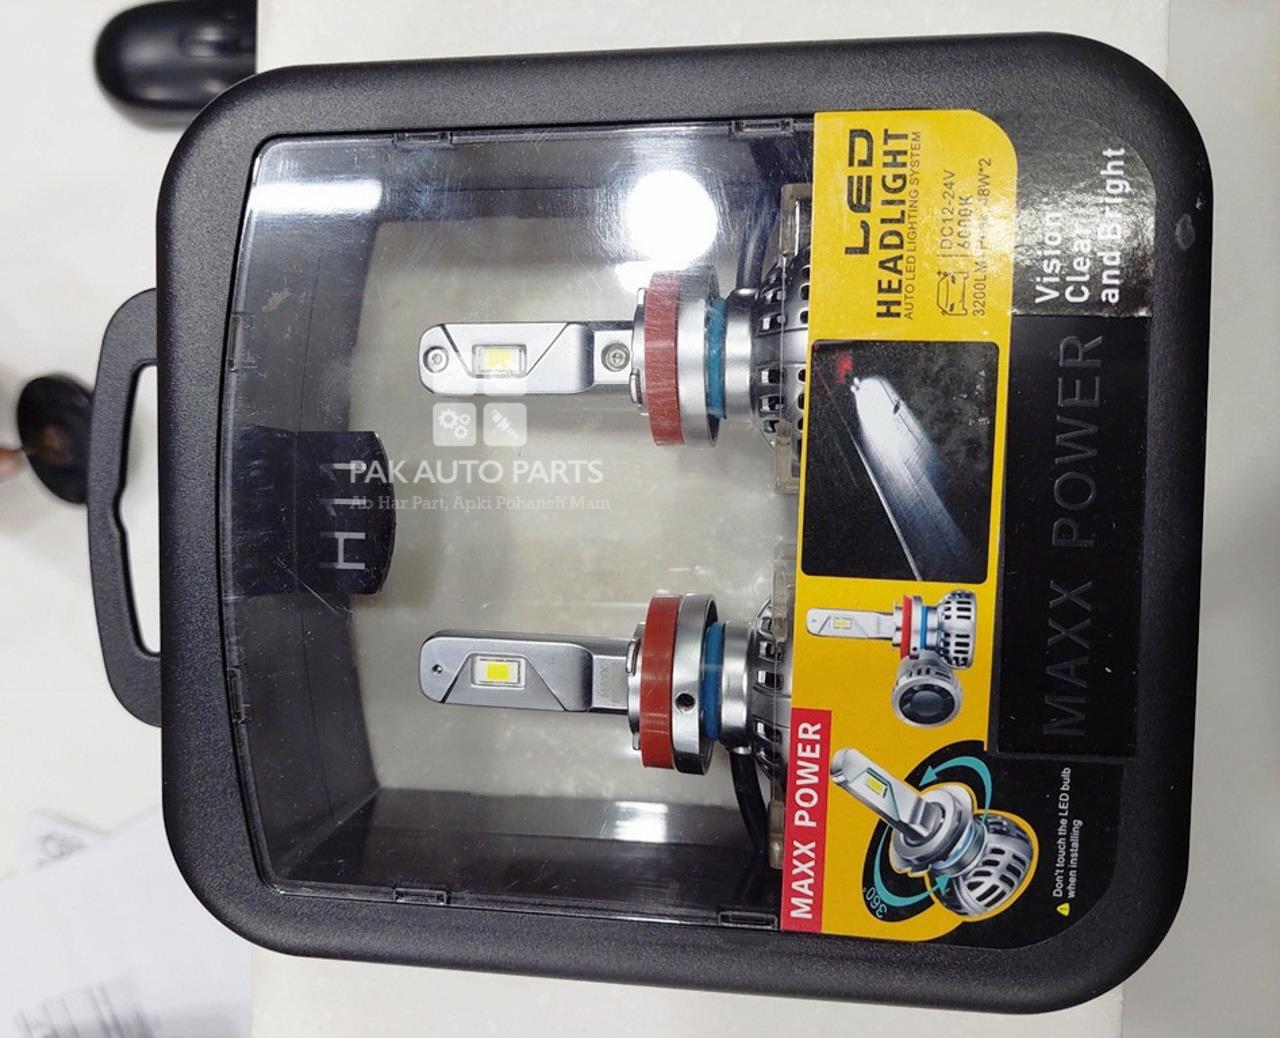 H11
PAK AUTO PARTS
Ab Har Part, Apki Pohanch Main
LED
HEADLIGHT
AUTO LED LIGHTING SYSTEM
DC12-24V
6000K
3200LM
Vision
Clear
and Bright
MAXX POWER
MAXX POWER
360°
Don't touch the LED bulb
when installing